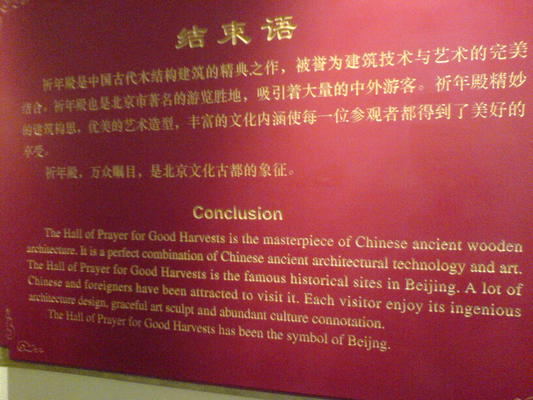 结束语
祈年殿是中国古代木结构建筑的精典之作，被誉为建筑技术与艺术的完美
结合，祈年殿也是北京市著名的游览胜地，吸引着大量的中外游客。祈年殿精妙
的建筑构思，优美的艺术造型，丰富的文化内涵使每一位参观者都得到了美好的
享受。
祈年殿，万众瞩目，是北京文化古都的象征。
Conclusion
The Hall of Prayer for Good Harvests is the masterpiece of Chinese ancient wooden
architecture. It is a perfect combination of Chinese ancient architectural technology and art.
The Hall of Prayer for Good Harvests is the famous historical sites in Beijing. A lot of
Chinese and foreigners have been attracted to visit it. Each visitor enjoy its ingenious
architecture design, graceful art sculpt and abundant culture connotation.
The Hall of Prayer for Good Harvests has been the symbol of Beijng.